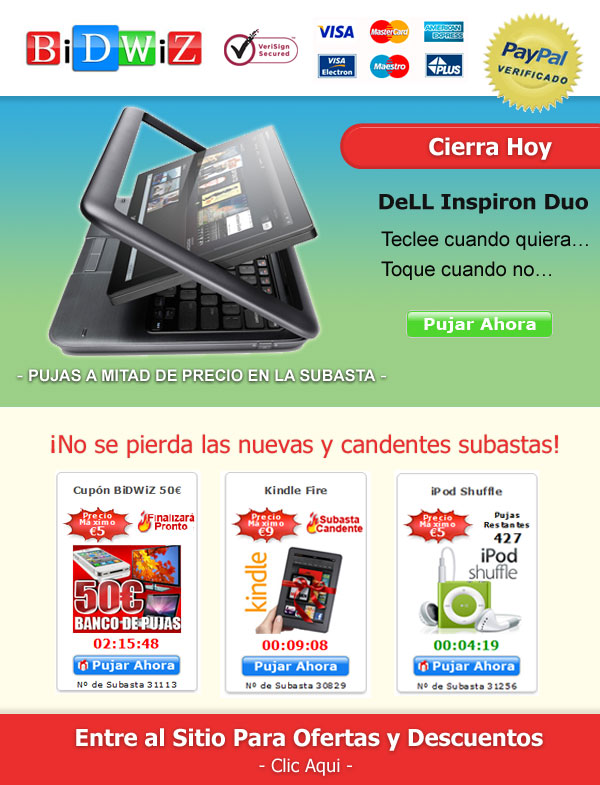 BiDWiZ
VeriSign
Secured
VISA
MasterCard
AMERICAN
EXPRESS
PayPal
VERIFICADO
VISA
Electron
Maestro
PLUS
Cierra Hoy
DeLL Inspiron Duo
Teclee cuando quiera…
Toque cuando no…
Pujar Ahora
- PUJAS A MITAD DE PRECIO EN LA SUBASTA -
¡No se pierda las nuevas y candentes subastas!
Cupón BiDWiZ 50€
Precio
Máximo
€5
Finalizará
Pronto
50€
BANCO DE PUJAS
02:15:48
Pujar Ahora
Nº de Subasta 31113
Kindle Fire
Precio
Máximo
€9
Subasta
Candente
kindle
00:09:08
Pujar Ahora
Nº de Subasta 30829
iPod Shuffle
Precio
Máximo
€5
Pujas
Restantes
427
iPod
shuffle
00:04:19
Pujar Ahora
Nº de Subasta 31256
Entre al Sitio Para Ofertas y Descuentos
- Clic Aqui -